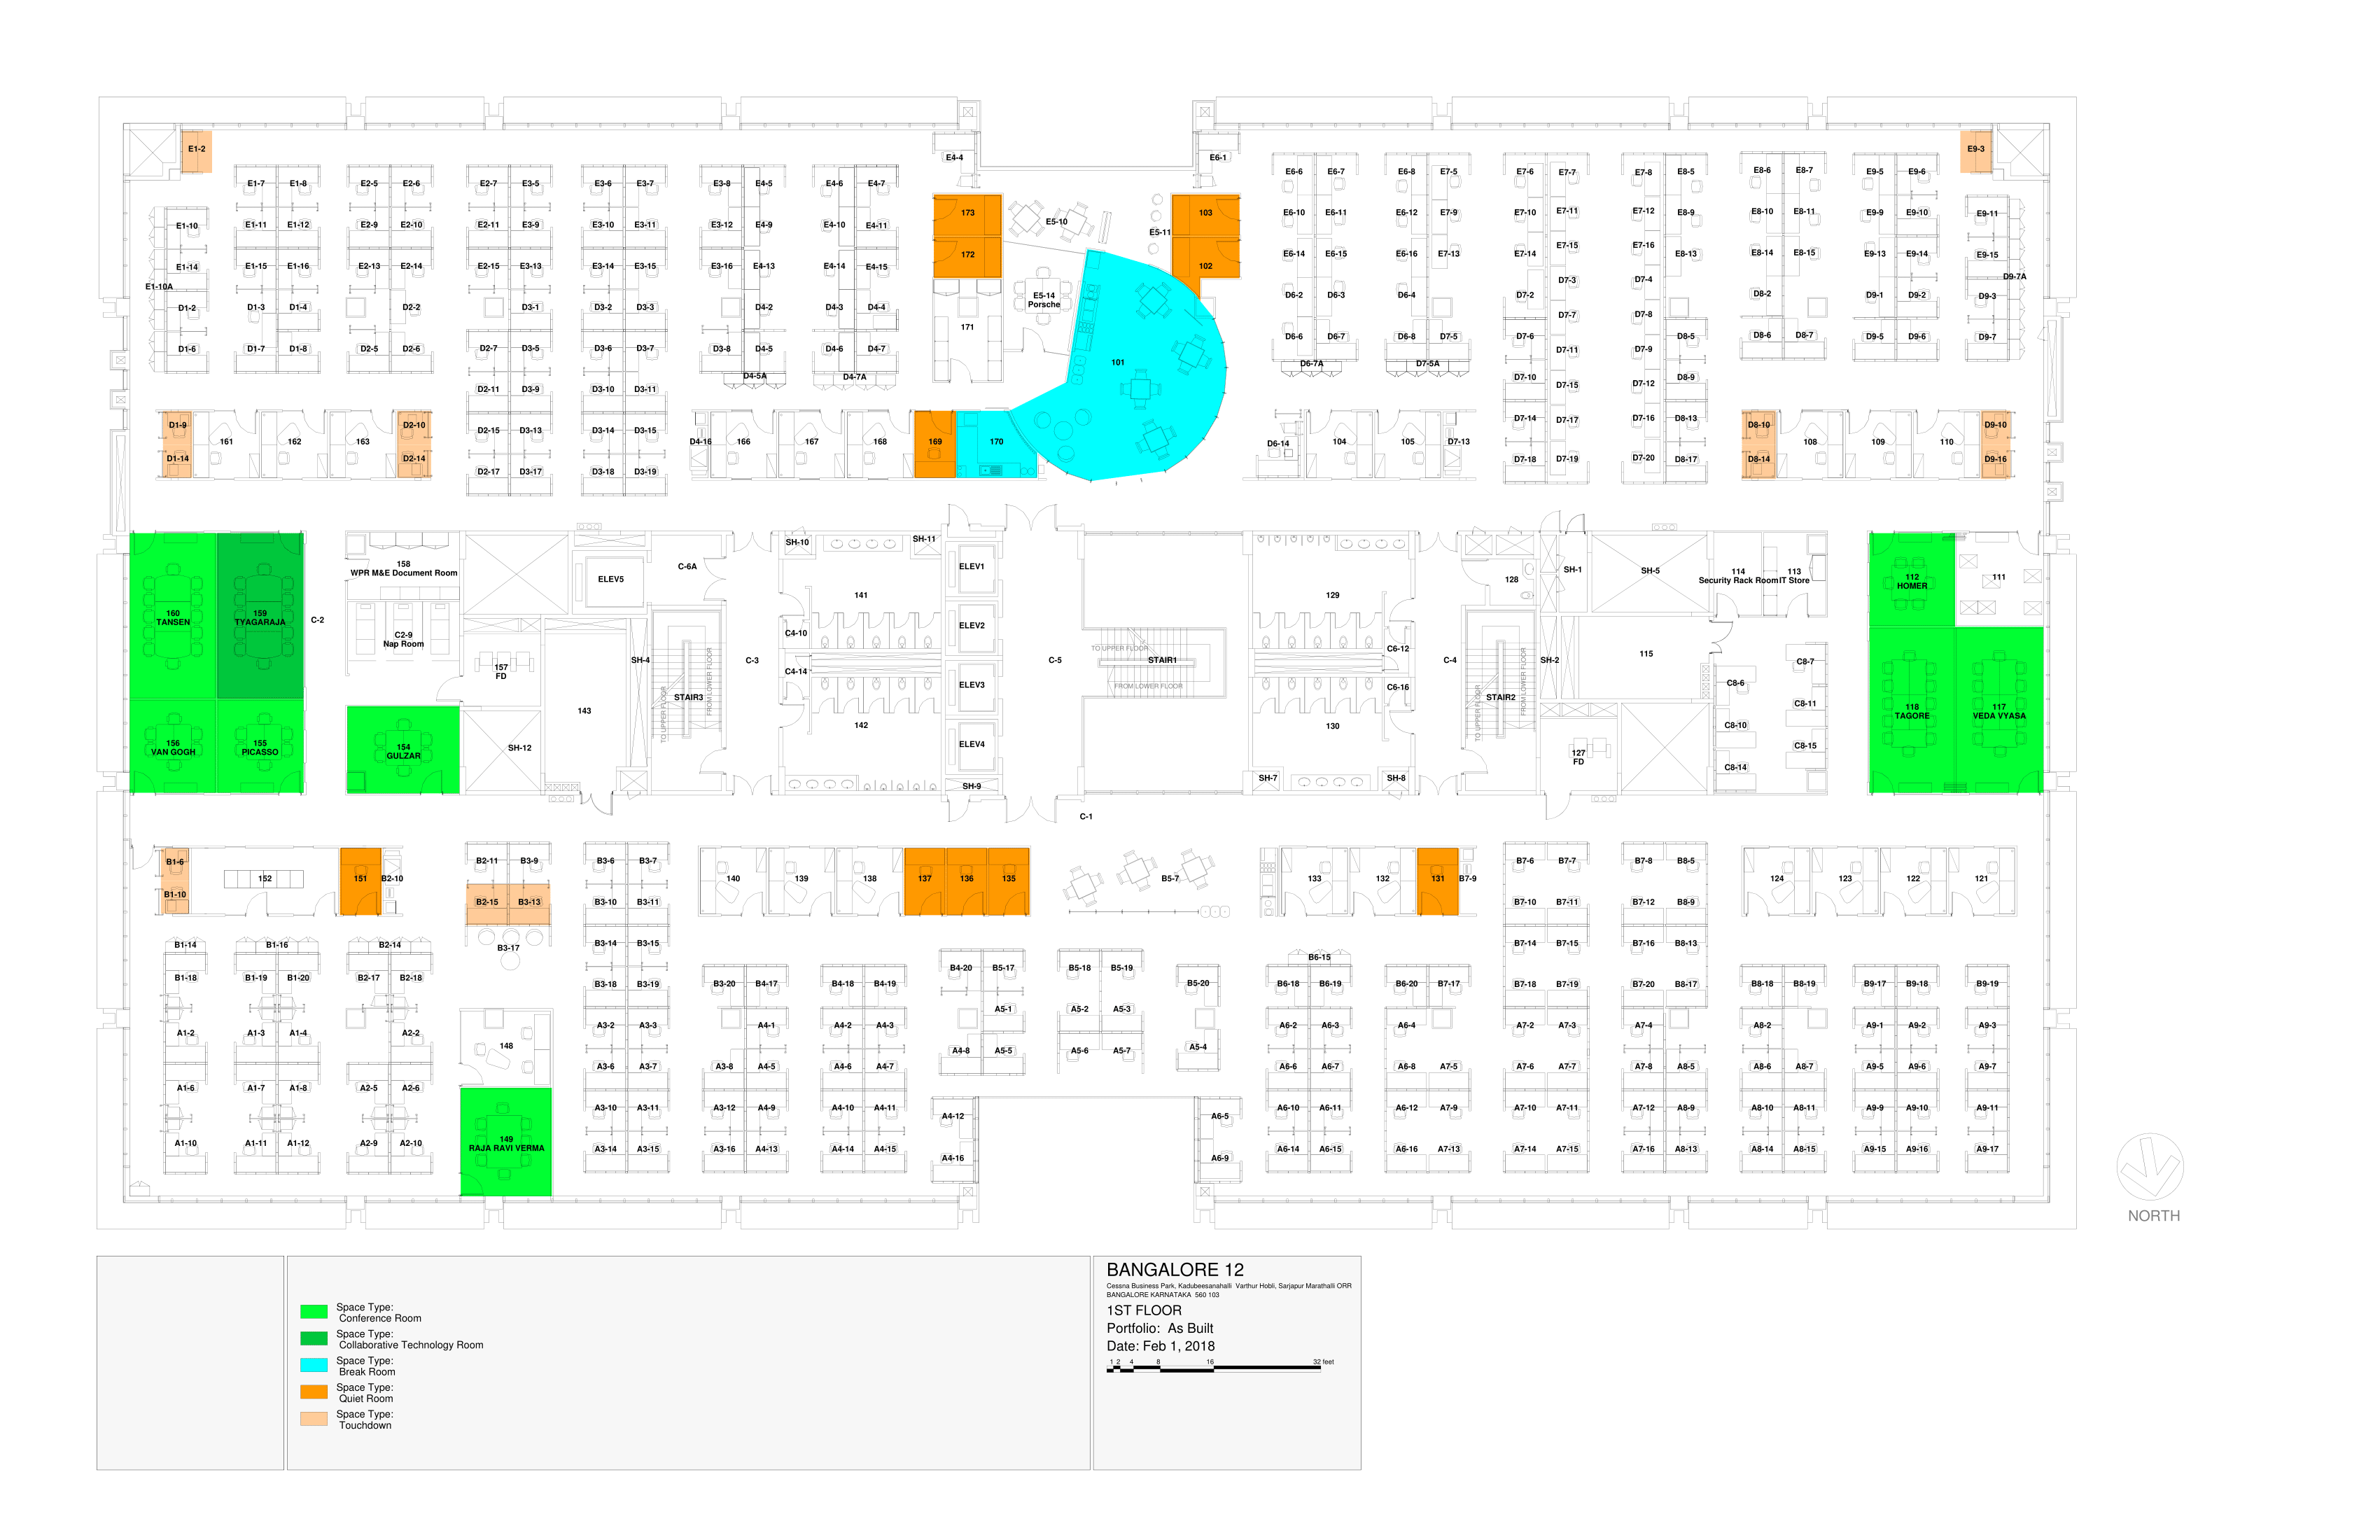 E1-2
E4-4
E6-1
E9-3
E1-7 E1-8 E2-5 E2-6 E2-7 E3-5 E3-6 E3-7 E3-8 E4-5 E4-6 E4-7
E6-6 E6-7 E6-8 E7-5 E7-6 E7-7 E7-8 E8-5 E8-6 E8-7 E9-5 E9-6
173
E5-10
E5-11
103
E1-10 E1-11 E1-12 E2-9 E2-10 E2-11 E3-9 E3-10 E3-11 E3-12 E4-9 E4-10 E4-11
E6-10 E6-11 E6-12 E7-9 E7-10 E7-11 E7-12 E8-9 E8-10 E8-11 E9-9 E9-10 E9-11
172
102
E1-14 E1-15 E1-16 E2-13 E2-14 E2-15 E3-13 E3-14 E3-15 E3-16 E4-13 E4-14 E4-15
E6-14 E6-15 E6-16 E7-13 E7-14 E7-15 E7-16 E8-13 E8-14 E8-15 E9-13 E9-14 E9-15
E1-10A
D9-7A
E5-14
Porsche
D1-2 D1-3 D1-4 D2-2 D3-1 D3-2 D3-3 D4-2 D4-3 D4-4
D6-2 D6-3 D6-4 D7-2 D7-3 D7-4 D8-2 D9-1 D9-2 D9-3
171
D7-7 D7-8
D1-6 D1-7 D1-8 D2-5 D2-6 D2-7 D3-5 D3-6 D3-7 D3-8 D4-5 D4-6 D4-7
D6-6 D6-7 D6-8 D7-5 D7-6 D7-11 D7-9 D8-5 D8-6 D8-7 D9-5 D9-6 D9-7
101
D4-5A D4-7A
D6-7A D7-5A
D2-11 D3-9 D3-10 D3-11
D7-10 D7-15 D7-12 D8-9
D1-9
D2-10
D2-15 D3-13 D3-14 D3-15
D7-14 D7-17 D7-16 D8-13
D8-10
D9-10
161 162 163
D4-16 166 167 168 169 170
D6-14 104 105 D7-13
108 109 110
D1-14
D2-14
D2-17 D3-17 D3-18 D3-19
D7-18 D7-19 D7-20 D8-17
D8-14
D9-16
SH-10
SH-11
158
WPR M&E Document Room
ELEV5
C-6A
ELEV1
128
SH-1
SH-5
114
Security Rack Room
113
IT Store
112
HOMER
111
141
129
160
TANSEN
159
TYAGARAJA
C-2
C2-9
Nap Room
C4-10
ELEV2
TO UPPER FLOOR
C6-12
115
157
FD
SH-4
C-3
C4-14
C-5
STAIR1
C-4
SH-2
C8-7
ELEV3
FROM LOWER FLOOR
C6-16
C8-6
STAIR3
FROM LOWER FLOOR
TO UPPER FLOOR
STAIR2
FROM LOWER FLOOR
TO UPPER FLOOR
C8-11
143
142
130
C8-10
118
TAGORE
117
VEDA VYASA
156
VAN GOGH
155
PICASSO
154
GULZAR
SH-12
ELEV4
127
FD
C8-15
C8-14
SH-9
SH-7
SH-8
C-1
B1-6
B2-11 B3-9 B3-6 B3-7
B7-6 B7-7 B7-8 B8-5
152
151
B2-10
140 139 138 137 136 135
B5-7
133 132 131 B7-9
124 123 122 121
B1-10
B2-15 B3-13 B3-10 B3-11
B7-10 B7-11 B7-12 B8-9
B1-14 B1-16 B2-14
B3-17
B3-14 B3-15
B7-14 B7-15 B7-16 B8-13
B6-15
B4-20 B5-17 B5-18 B5-19
B1-18 B1-19 B1-20 B2-17 B2-18
B3-18 B3-19 B3-20 B4-17 B4-18 B4-19
B5-20
B6-18 B6-19 B6-20 B7-17 B7-18 B7-19 B7-20 B8-17 B8-18 B8-19 B9-17 B9-18 B9-19
A5-1 A5-2 A5-3
A1-2 A1-3 A1-4 A2-2
A3-2 A3-3 A4-1 A4-2 A4-3
A6-2 A6-3 A6-4 A7-2 A7-3 A7-4 A8-2 A9-1 A9-2 A9-3
148
A4-8 A5-5 A5-6 A5-7 A5-4
A3-6 A3-7 A3-8 A4-5 A4-6 A4-7
A6-6 A6-7 A6-8 A7-5 A7-6 A7-7 A7-8 A8-5 A8-6 A8-7 A9-5 A9-6 A9-7
A1-6 A1-7 A1-8 A2-5 A2-6
A3-10 A3-11 A3-12 A4-9 A4-10 A4-11 A4-12
A6-5 A6-10 A6-11 A6-12 A7-9 A7-10 A7-11 A7-12 A8-9 A8-10 A8-11 A9-9 A9-10 A9-11
A1-10 A1-11 A1-12 A2-9 A2-10
149
RAJA RAVI VERMA
A3-14 A3-15 A3-16 A4-13 A4-14 A4-15 A4-16
A6-9 A6-14 A6-15 A6-16 A7-13 A7-14 A7-15 A7-16 A8-13 A8-14 A8-15 A9-15 A9-16 A9-17
NORTH
Space Type:
Conference Room
Space Type:
Collaborative Technology Room
Space Type:
Break Room
Space Type:
Quiet Room
Space Type:
Touchdown
BANGALORE 12
Cessna Business Park, Kadubeesanahalli Varthur Hobli, Sarjapur Marathalli ORR
BANGALORE KARNATAKA 560 103
1ST FLOOR
Portfolio: As Built
Date: Feb 1, 2018
1 2 4 8 16 32 feet